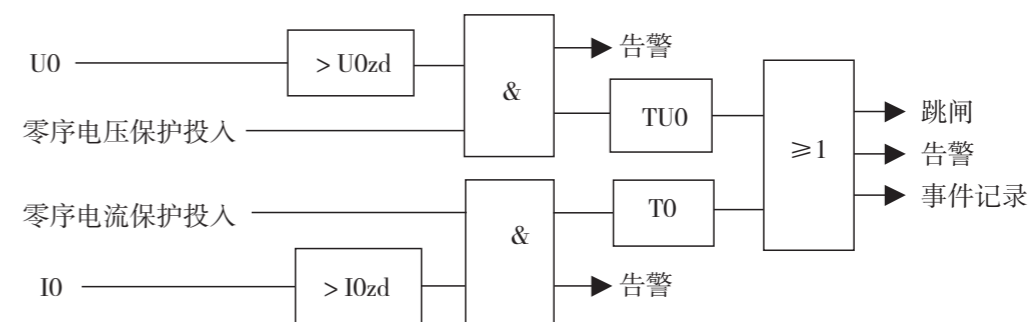 告警
U0
> U0zd
&
TU0
跳闸
零序电压保护投入
≥1
告警
零序电流保护投入
T0
事件记录
&
I0
> I0zd
告警